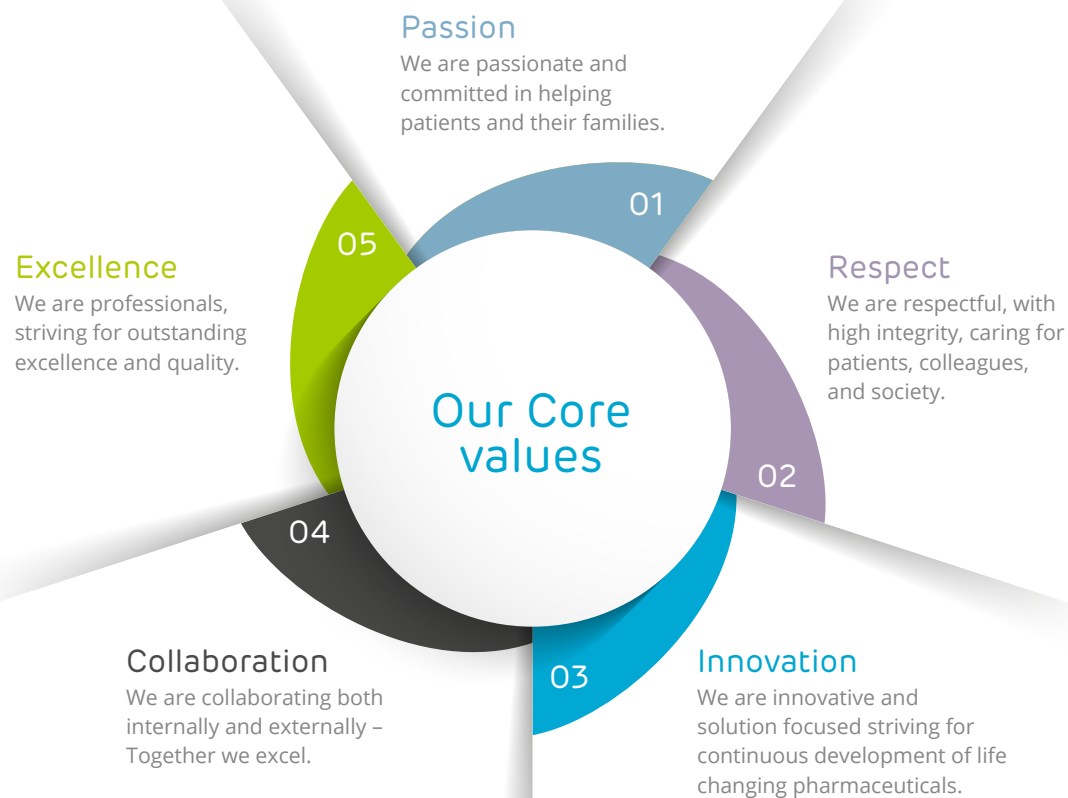 Passion
We are passionate and
committed in helping
patients and their families.
01
Respect
We are respectful, with
high integrity, caring for
patients, colleagues,
and society.
02
Innovation
We are innovative and
solution focused striving for
continuous development of life
changing pharmaceuticals.
03
Collaboration
We are collaborating both
internally and externally –
Together we excel.
04
Excellence
We are professionals,
striving for outstanding
excellence and quality.
05
Our Core
values